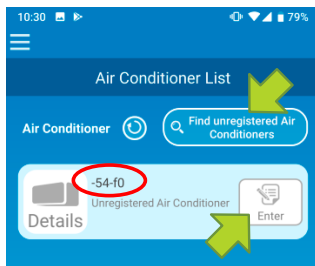 10:30 79%
Air Conditioner List
Air Conditioner
Find unregistered Air
Conditioners
-54-f0
Unregistered Air Conditioner
Details
Enter